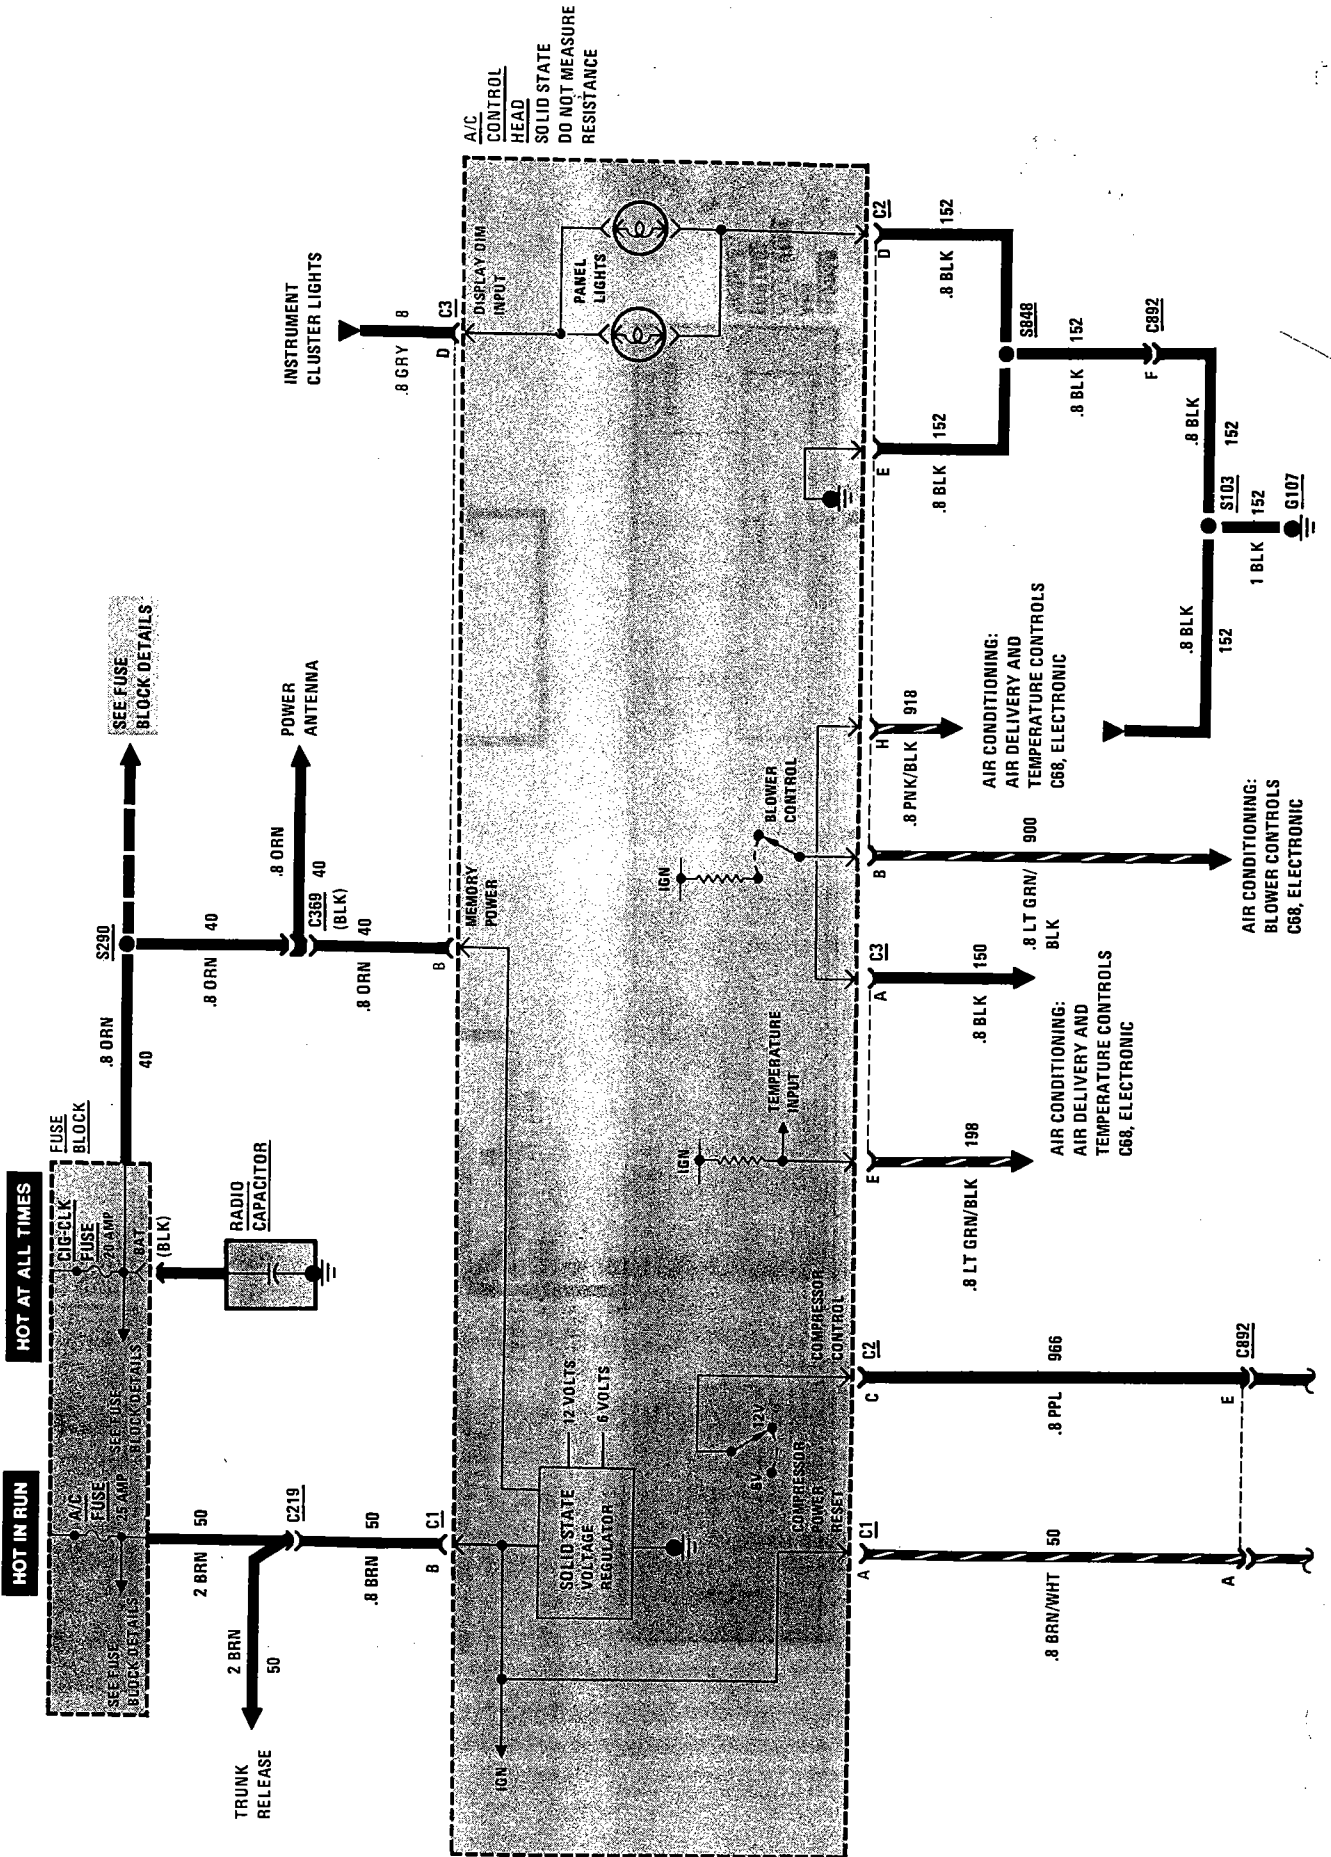 HOT IN RUN
HOT AT ALL TIMES
A/C
FUSE
25 AMP
SEE FUSE
BLOCK DETAILS
SEE FUSE
BLOCK DETAILS
CIG-CLK
FUSE
20 AMP
BAT
FUSE
BLOCK
(BLK)
RADIO
CAPACITOR
.8 ORN
40
S290
SEE FUSE
BLOCK DETAILS
.8 ORN
40
.8 ORN
40
C369
(BLK)
POWER
ANTENNA
.8 ORN
40
B
2 BRN
50
2 BRN
50
TRUNK
RELEASE
C219
.8 BRN
50
B
C1
INSTRUMENT
CLUSTER LIGHTS
.8 GRY
8
D
C3
A/C
CONTROL
HEAD
SOLID STATE
DO NOT MEASURE
RESISTANCE
IGN
SOLID STATE
VOLTAGE
REGULATOR
12 VOLTS
6 VOLTS
MEMORY
POWER
DISPLAY DIM
INPUT
PANEL
LIGHTS
COMPRESSOR
POWER
RESET
6V
12V
COMPRESSOR
CONTROL
IGN
TEMPERATURE
INPUT
IGN
BLOWER
CONTROL
A
C1
.8 BRN/WHT
50
A
C
C2
.8 PPL
966
E
C892
E
.8 LT GRN/BLK
198
A
C3
.8 BLK
150
AIR CONDITIONING:
AIR DELIVERY AND
TEMPERATURE CONTROLS
C68, ELECTRONIC
B
.8 LT GRN/
BLK
900
AIR CONDITIONING:
BLOWER CONTROLS
C68, ELECTRONIC
H
.8 PNK/BLK
918
AIR CONDITIONING:
AIR DELIVERY AND
TEMPERATURE CONTROLS
C68, ELECTRONIC
E
.8 BLK
152
D
C2
.8 BLK
152
S848
.8 BLK
152
F
C892
.8 BLK
152
.8 BLK
152
S103
1 BLK
152
G107